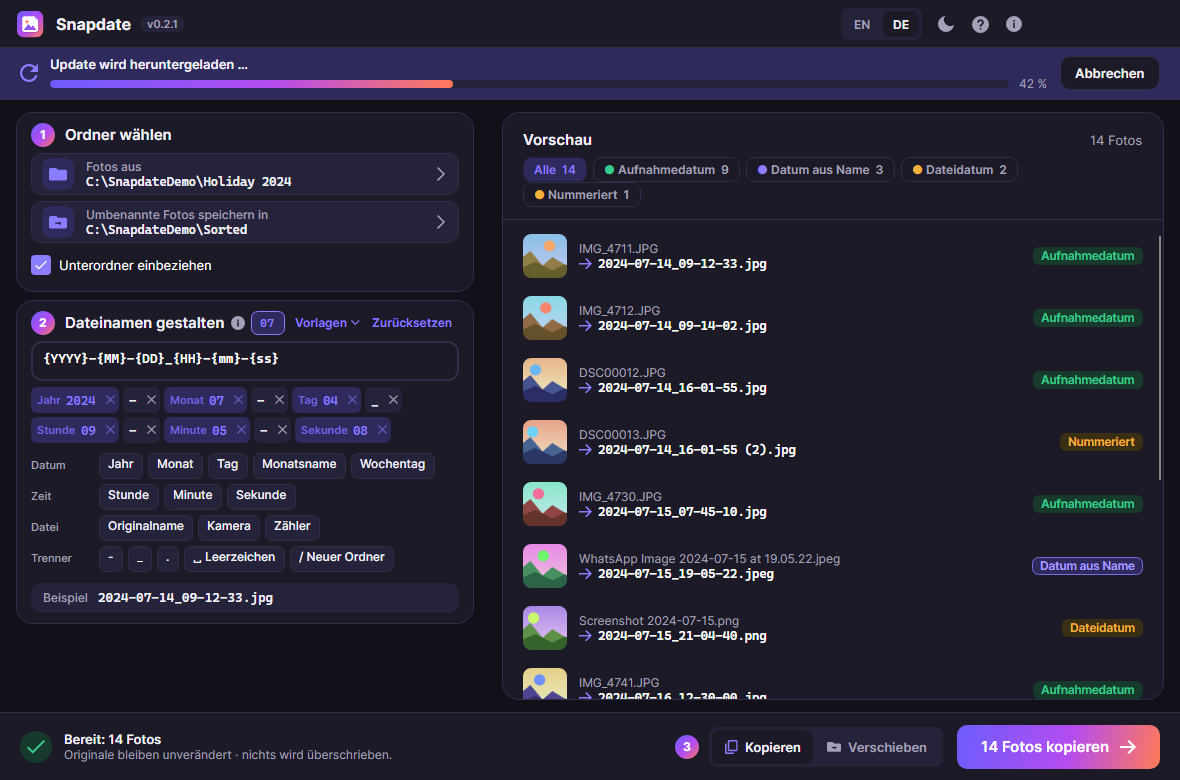 Snapdate v0.2.1
EN DE
Update wird heruntergeladen ...
42 %
Abbrechen
1 Ordner wählen
Fotos aus
C:\SnapdateDemo\Holiday 2024
Umbenannte Fotos speichern in
C:\SnapdateDemo\Sorted
Unterordner einbeziehen
2 Dateinamen gestalten 07 Vorlagen Zurücksetzen
{YYYY}-{MM}-{DD}_{HH}-{mm}-{ss}
Jahr 2024 × - × Monat 07 × - × Tag 04 × _ ×
Stunde 09 × - × Minute 05 × - × Sekunde 08 ×
Datum Jahr Monat Tag Monatsname Wochentag
Zeit Stunde Minute Sekunde
Datei Originalname Kamera Zähler
Trenner - _ . ␣ Leerzeichen / Neuer Ordner
Beispiel 2024-07-14_09-12-33.jpg
Vorschau 14 Fotos
Alle 14 Aufnahmedatum 9 Datum aus Name 3 Dateidatum 2
Nummeriert 1
IMG_4711.JPG
→ 2024-07-14_09-12-33.jpg Aufnahmedatum
IMG_4712.JPG
→ 2024-07-14_09-14-02.jpg Aufnahmedatum
DSC00012.JPG
→ 2024-07-14_16-01-55.jpg Aufnahmedatum
DSC00013.JPG
→ 2024-07-14_16-01-55 (2).jpg Nummeriert
IMG_4730.JPG
→ 2024-07-15_07-45-10.jpg Aufnahmedatum
WhatsApp Image 2024-07-15 at 19.05.22.jpeg
→ 2024-07-15_19-05-22.jpeg Datum aus Name
Screenshot 2024-07-15.png
→ 2024-07-15_21-04-40.png Dateidatum
IMG_4741.JPG
→ 2024-07-16_12-30-00.jpg Aufnahmedatum
Bereit: 14 Fotos
Originale bleiben unverändert · nichts wird überschrieben.
3 Kopieren Verschieben
14 Fotos kopieren →